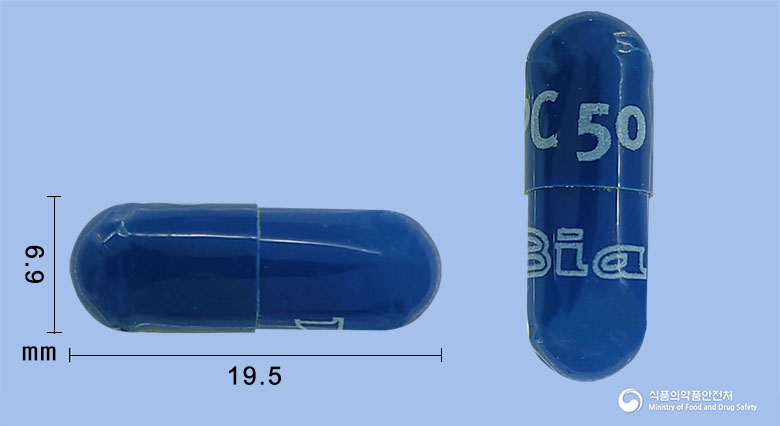 PC 50
Bia
6.9
mm
19.5
식품의약품안전처
Ministry of Food and Drug Safety